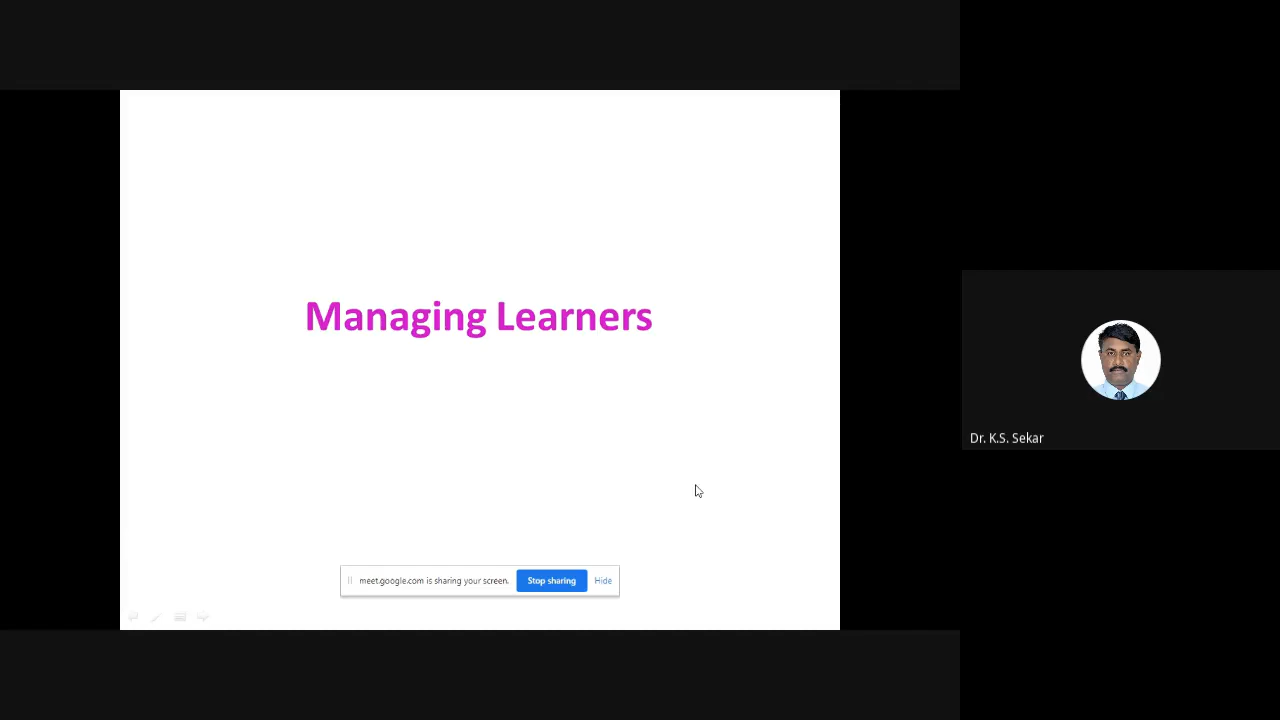 Managing Learners
Dr. K.S. Sekar
meet.google.com is sharing your screen. Stop sharing Hide